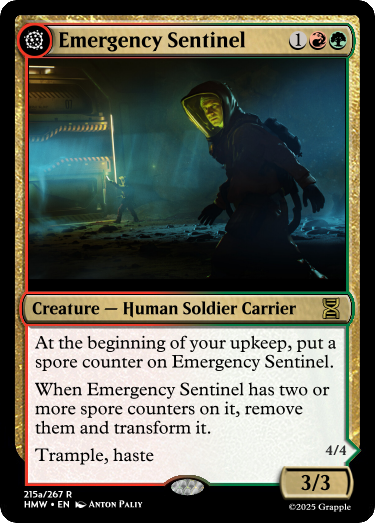 Emergency Sentinel 1
Creature — Human Soldier Carrier
At the beginning of your upkeep, put a
spore counter on Emergency Sentinel.
When Emergency Sentinel has two or
more spore counters on it, remove
them and transform it.
Trample, haste
4/4
3/3
215a/267 R
HMW • EN Anton Paliy
©2025 Grapple